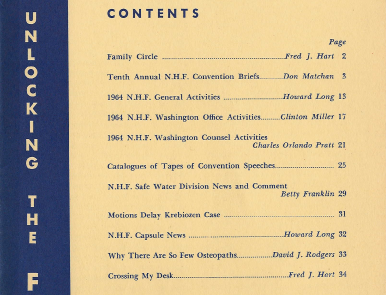 UNLOCKING THE F
CONTENTS
Page
Family Circle ........ Fred J. Hart 2
Tenth Annual N.H.F. Convention Briefs........ Don Matchan 3
1964 N.H.F. General Activities ........ Howard Long 15
1964 N.H.F. Washington Office Activities........ Clinton Miller 17
1964 N.H.F. Washington Counsel Activities
Charles Orlando Pratt 21
Catalogues of Tapes of Convention Speeches........ 25
N.H.F. Safe Water Division News and Comment
Betty Franklin 29
Motions Delay Krebiozen Case ........ 31
N.H.F. Capsule News ........ Howard Long 32
Why There Are So Few Osteopaths........ David J. Rodgers 33
Crossing My Desk........ Fred J. Hart 34